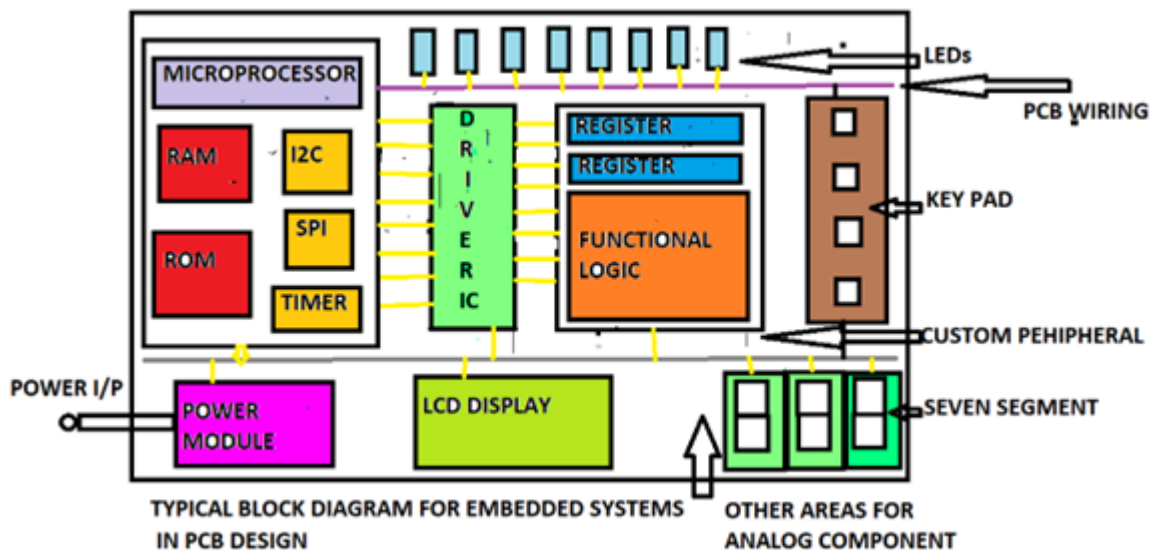 LEDs
MICROPROCESSOR
PCB WIRING
D
R
I
V
E
R
IC
REGISTER
REGISTER
RAM
I2C
KEY PAD
SPI
FUNCTIONAL
LOGIC
ROM
TIMER
CUSTOM PEHIPHERAL
POWER I/P
POWER
MODULE
LCD DISPLAY
SEVEN SEGMENT
TYPICAL BLOCK DIAGRAM FOR EMBEDDED SYSTEMS
IN PCB DESIGN
OTHER AREAS FOR
ANALOG COMPONENT